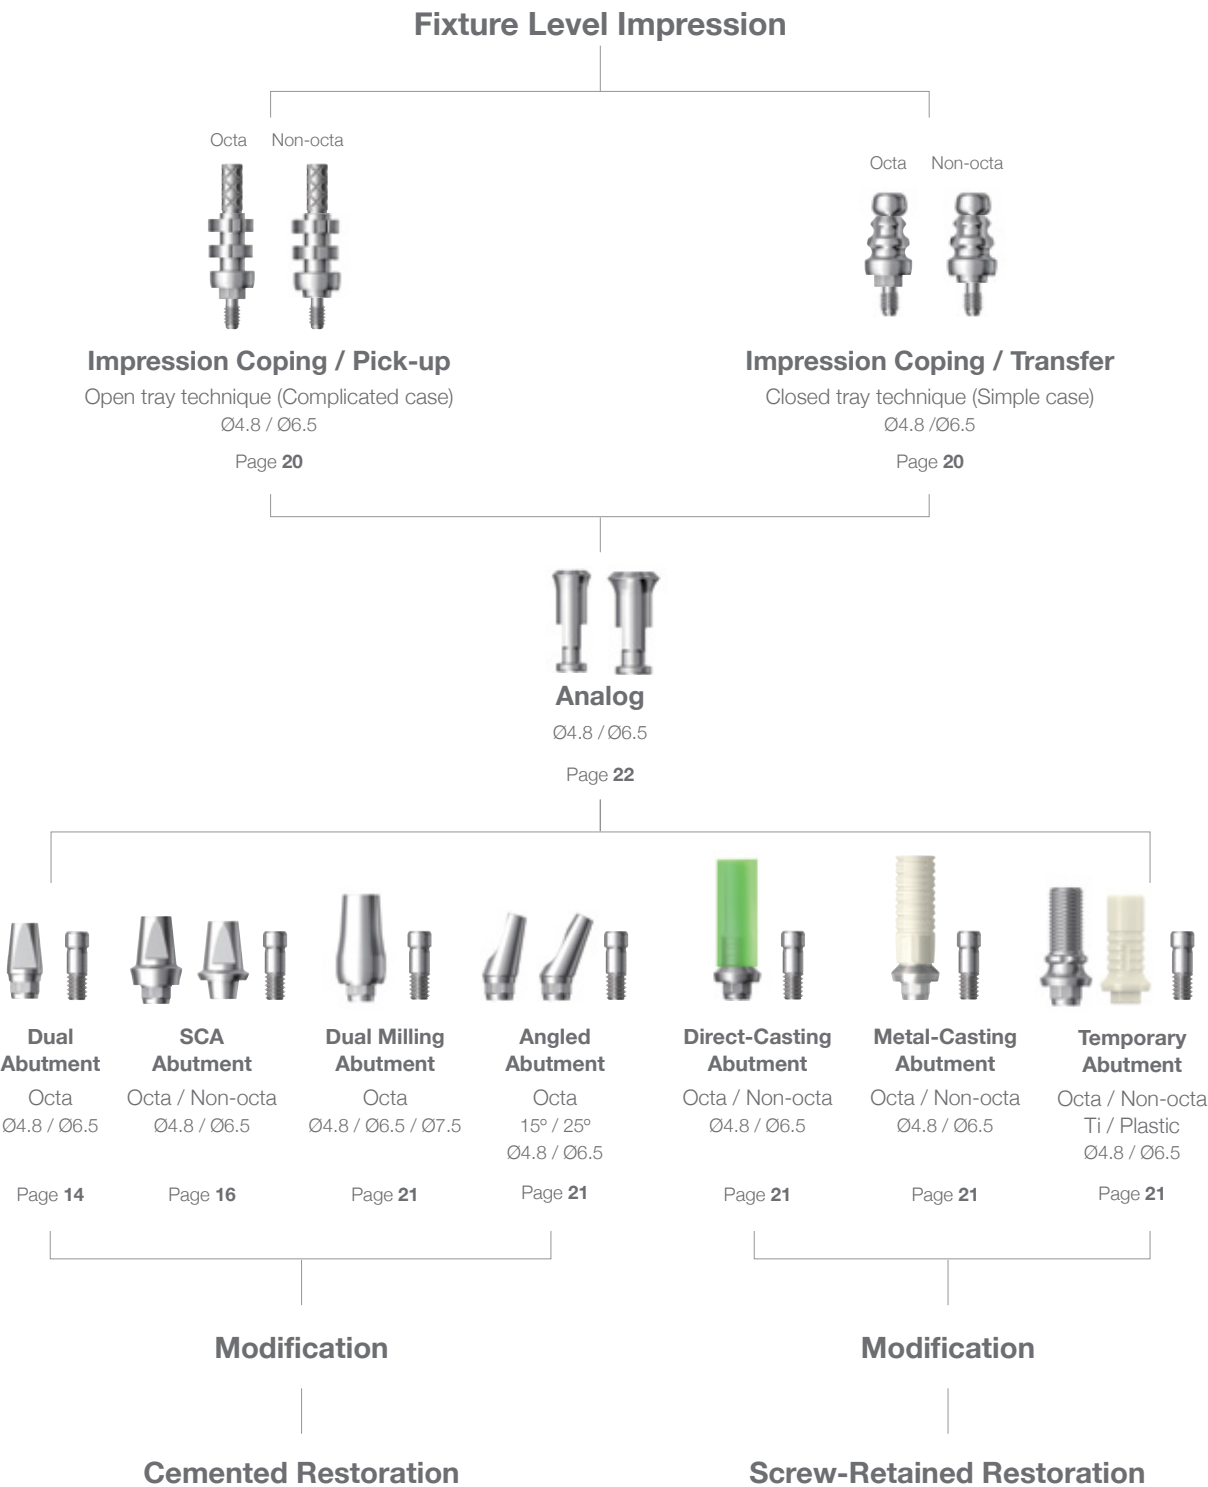 Fixture Level Impression
Octa Non-octa
Octa Non-octa
Impression Coping / Pick-up
Open tray technique (Complicated case)
Ø4.8 / Ø6.5
Page 20
Impression Coping / Transfer
Closed tray technique (Simple case)
Ø4.8 /Ø6.5
Page 20
Analog
Ø4.8 / Ø6.5
Page 22
Dual
Abutment
Octa
Ø4.8 / Ø6.5
Page 14
SCA
Abutment
Octa / Non-octa
Ø4.8 / Ø6.5
Page 16
Dual Milling
Abutment
Octa
Ø4.8 / Ø6.5 / Ø7.5
Page 21
Angled
Abutment
Octa
15º / 25º
Ø4.8 / Ø6.5
Page 21
Direct-Casting
Abutment
Octa / Non-octa
Ø4.8 / Ø6.5
Page 21
Metal-Casting
Abutment
Octa / Non-octa
Ø4.8 / Ø6.5
Page 21
Temporary
Abutment
Octa / Non-octa
Ti / Plastic
Ø4.8 / Ø6.5
Page 21
Modification
Modification
Cemented Restoration
Screw-Retained Restoration